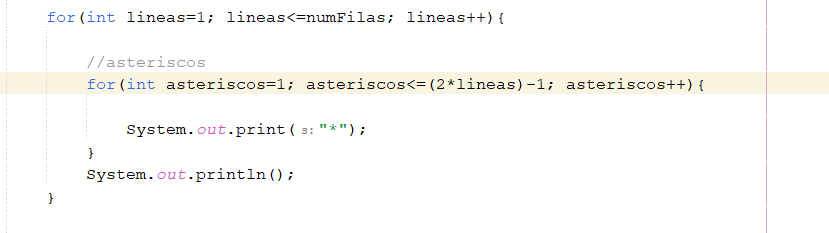 for(int lineas=1; lineas<=numFilas; lineas++){
//asteriscos
for(int asteriscos=1; asteriscos<=(2*lineas)-1; asteriscos++){
System.out.print( s: "*");
}
System.out.println();
}